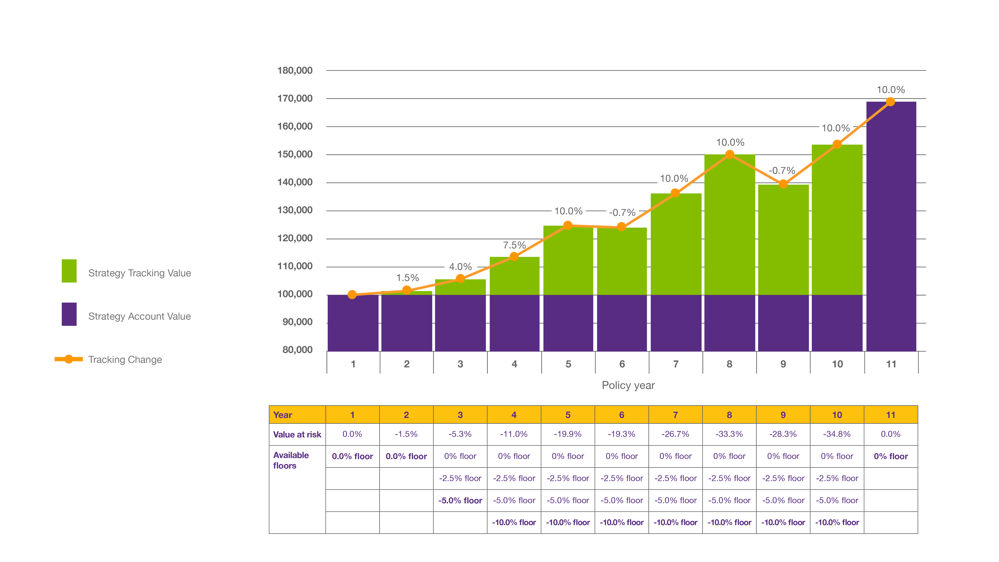 180,000
170,000
160,000
150,000
140,000
130,000
120,000
110,000
100,000
90,000
80,000
1.5%
4.0%
7.5%
10.0%
-0.7%
10.0%
10.0%
-0.7%
10.0%
10.0%
Strategy Tracking Value
Strategy Account Value
Tracking Change
1 2 3 4 5 6 7 8 9 10 11
Policy year
Year 1 2 3 4 5 6 7 8 9 10 11
Value at risk 0.0% -1.5% -5.3% -11.0% -19.9% -19.3% -26.7% -33.3% -28.3% -34.8% 0.0%
Available
floors
0.0% floor 0.0% floor 0% floor 0% floor 0% floor 0% floor 0% floor 0% floor 0% floor 0% floor 0% floor
-2.5% floor -2.5% floor -2.5% floor -2.5% floor -2.5% floor -2.5% floor -2.5% floor -2.5% floor
-5.0% floor -5.0% floor -5.0% floor -5.0% floor -5.0% floor -5.0% floor -5.0% floor -5.0% floor
-10.0% floor -10.0% floor -10.0% floor -10.0% floor -10.0% floor -10.0% floor -10.0% floor